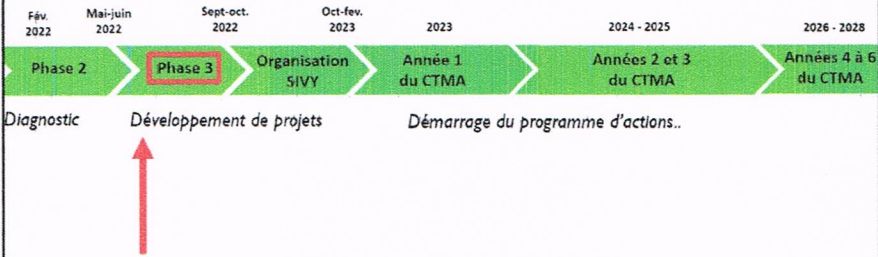 Fév. 2022
Mai-juin 2022
Sept-oct. 2022
Oct-fev. 2023
2023
2024 - 2025
2026 - 2028
Phase 2
Phase 3
Organisation SIVY
Année 1 du CTMA
Années 2 et 3 du CTMA
Années 4 à 6 du CTMA
Diagnostic
Développement de projets
Démarrage du programme d'actions..